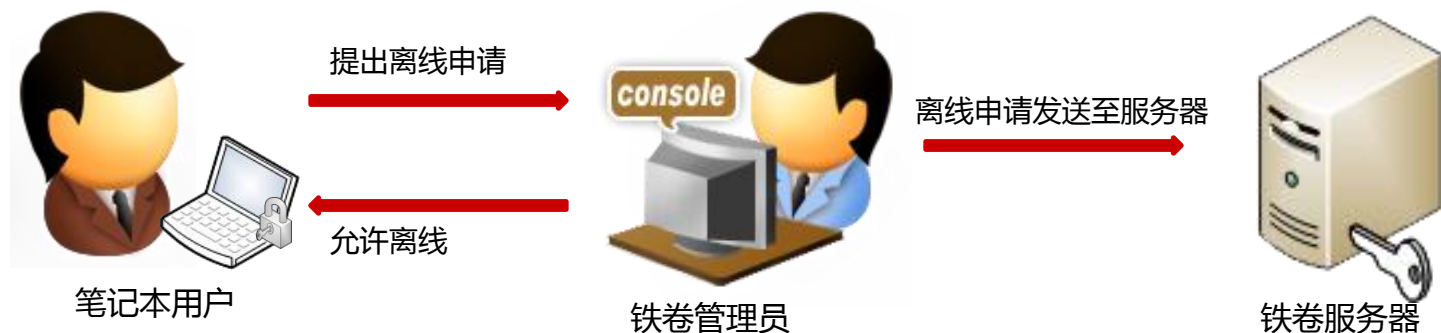 提出离线申请
console
离线申请发送至服务器
允许离线
笔记本用户
铁卷管理员
铁卷服务器